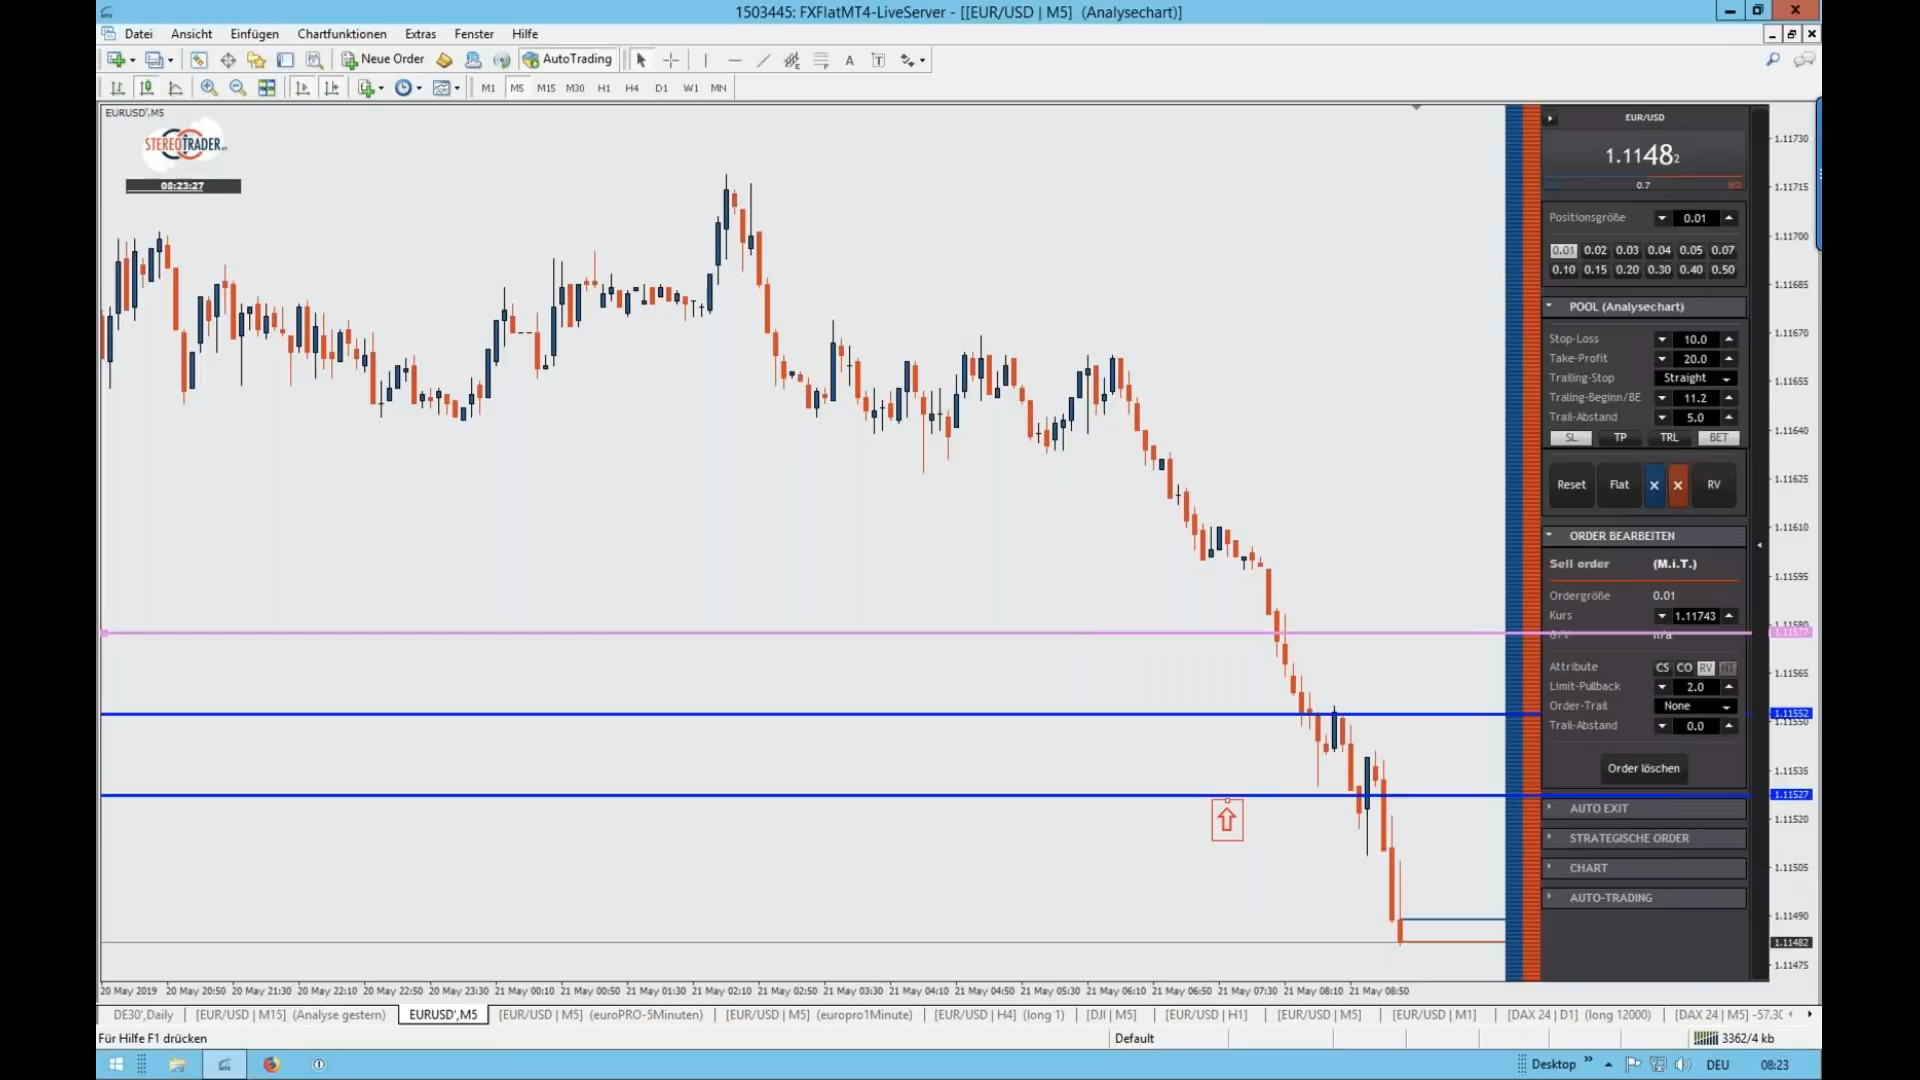 1503445: FXFlatMT4-LiveServer - [[EUR/USD | M5] (Analysechart)]
Datei Ansicht Einfügen Chartfunktionen Extras Fenster Hilfe
Neue Order AutoTrading A T
M1 M5 M15 M30 H1 H4 D1 W1 MN
EURUSD',M5
STEREOTRADER
08:23:27
EUR/USD
1.11482
0.7
Positionsgröße 0.01
0.01 0.02 0.03 0.04 0.05 0.07
0.10 0.15 0.20 0.30 0.40 0.50
POOL (Analysechart)
Stop-Loss 10.0
Take-Profit 20.0
Trailing-Stop Straight
Traling-Beginn/BE 11.2
Trail-Abstand 5.0
SL TP TRL BET
Reset Flat × × RV
ORDER BEARBEITEN
Sell order (M.i.T.)
Ordergröße 0.01
Kurs 1.11743
n/a
Attribute CS CO RV
Limit-Pullback 2.0
Order-Trail None
Trail-Abstand 0.0
Order löschen
AUTO EXIT
STRATEGISCHE ORDER
CHART
AUTO-TRADING
1.11730
1.11715
1.11700
1.11685
1.11670
1.11655
1.11640
1.11625
1.11610
1.11595
1.11580
1.11577
1.11565
1.11552
1.11550
1.11535
1.11527
1.11520
1.11505
1.11490
1.11482
1.11475
20 May 2019 20 May 20:50 20 May 21:30 20 May 22:10 20 May 22:50 20 May 23:30 21 May 00:10 21 May 00:50 21 May 01:30 21 May 02:10 21 May 02:50 21 May 03:30 21 May 04:10 21 May 04:50 21 May 05:30 21 May 06:10 21 May 06:50 21 May 07:30 21 May 08:10 21 May 08:50
DE30',Daily [EUR/USD | M15] (Analyse gestern) EURUSD',M5 [EUR/USD | M5] (euroPRO-5Minuten) [EUR/USD | M5] (europro1Minute) [EUR/USD | H4] (long 1) [DJI | M5] [EUR/USD | H1] [EUR/USD | M5] [EUR/USD | M1] [DAX 24 | D1] (long 12000) [DAX 24 | M5] -57.30
Für Hilfe F1 drücken Default 3362/4 kb
Desktop » DEU 08:23